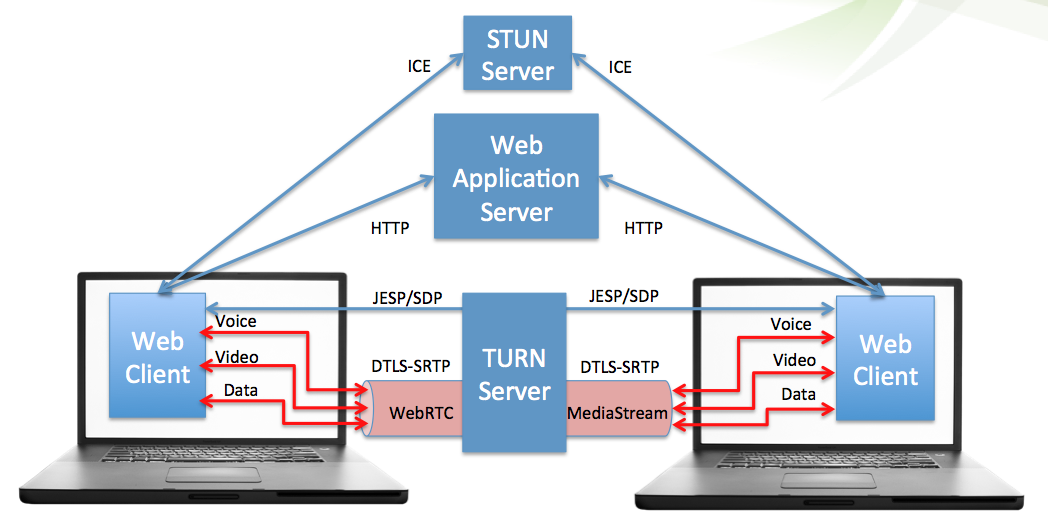 STUN
Server
ICE
ICE
Web
Application
Server
HTTP
HTTP
JESP/SDP
JESP/SDP
Web
Client
Voice
Video
Data
DTLS-SRTP
WebRTC
TURN
Server
DTLS-SRTP
MediaStream
Voice
Video
Data
Web
Client